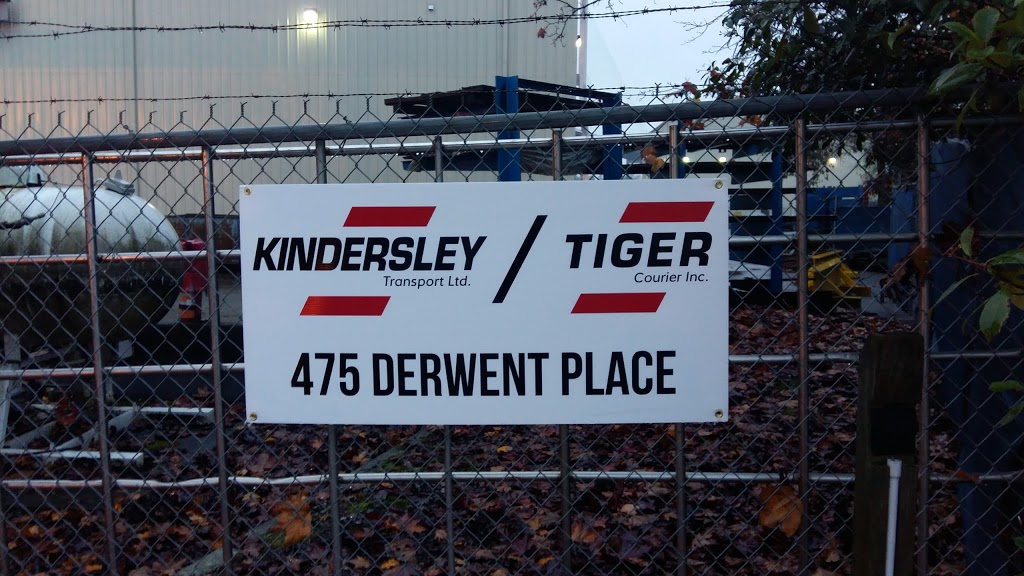 KINDERSLEY / TIGER
Transport Ltd. Courier Inc.
475 DERWENT PLACE